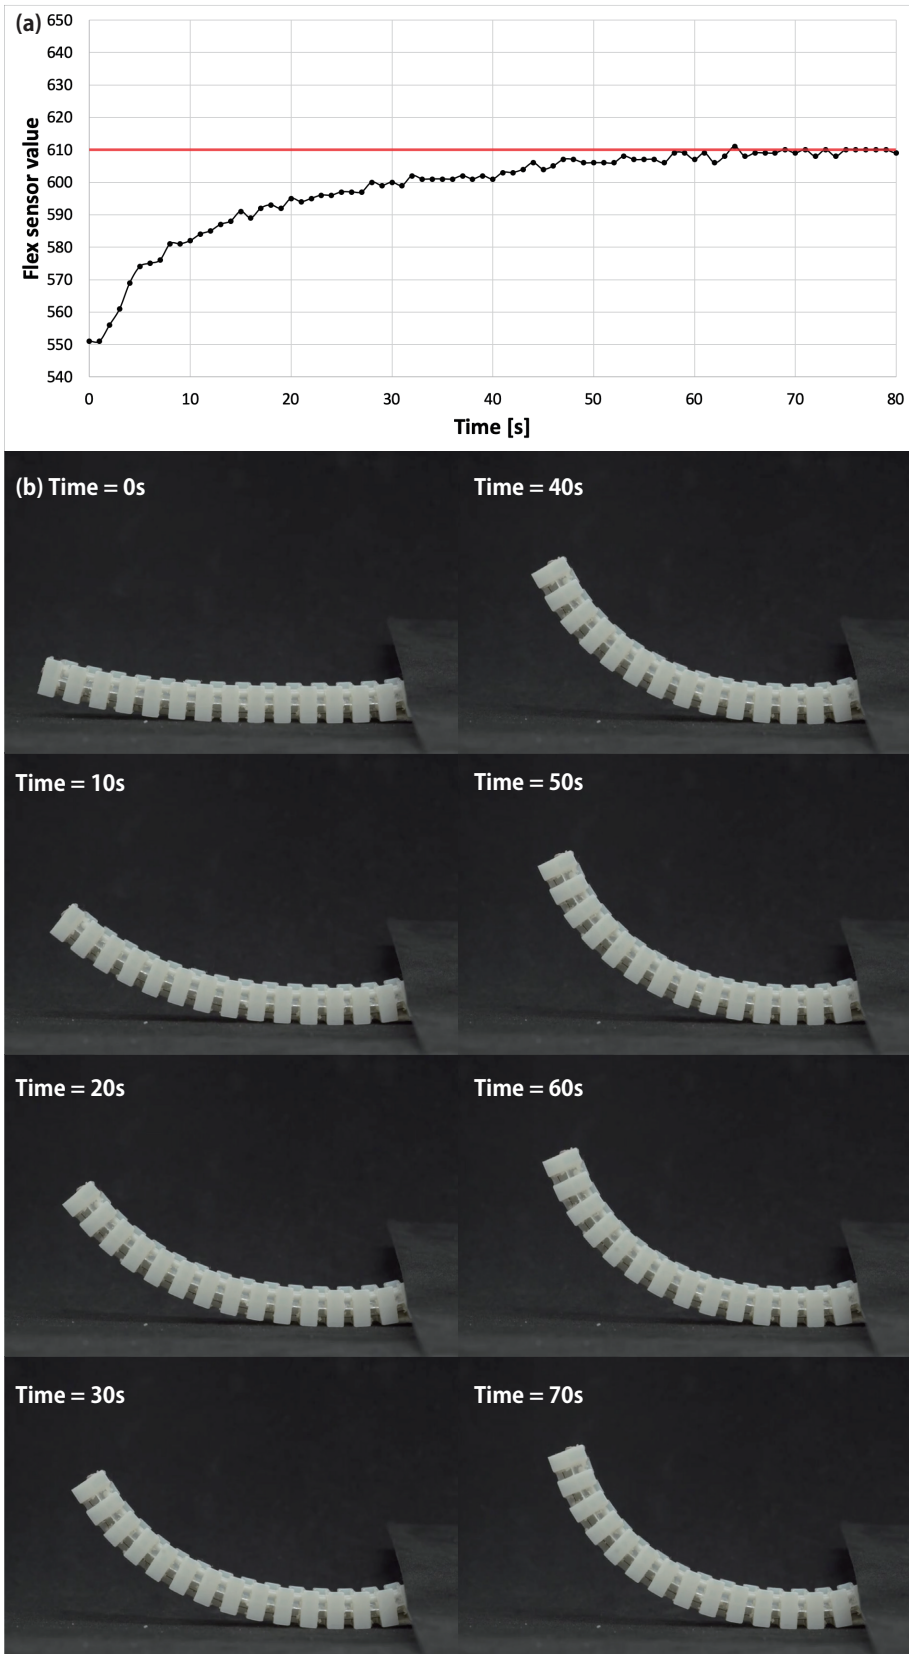 (a)
650
640
630
620
610
600
590
580
570
560
550
540
Flex sensor value
0 10 20 30 40 50 60 70 80
Time [s]
(b) Time = 0s
Time = 40s
Time = 10s
Time = 50s
Time = 20s
Time = 60s
Time = 30s
Time = 70s